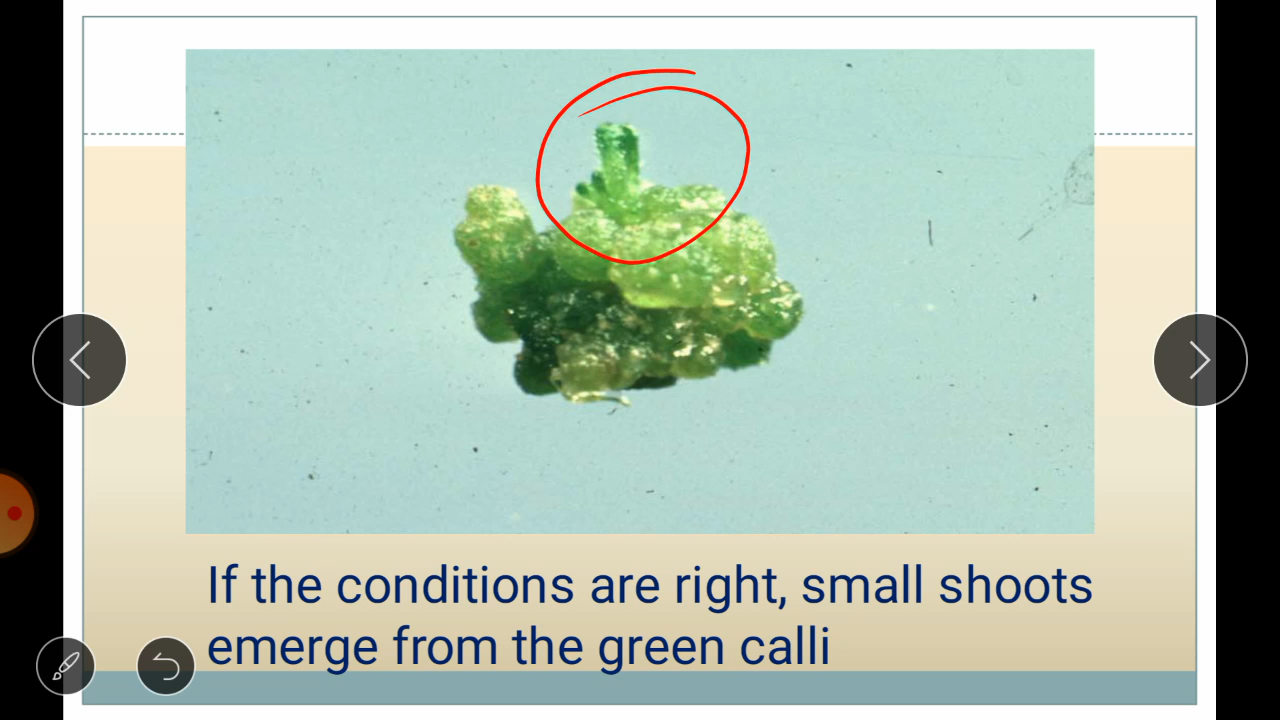 If the conditions are right, small shoots
emerge from the green calli